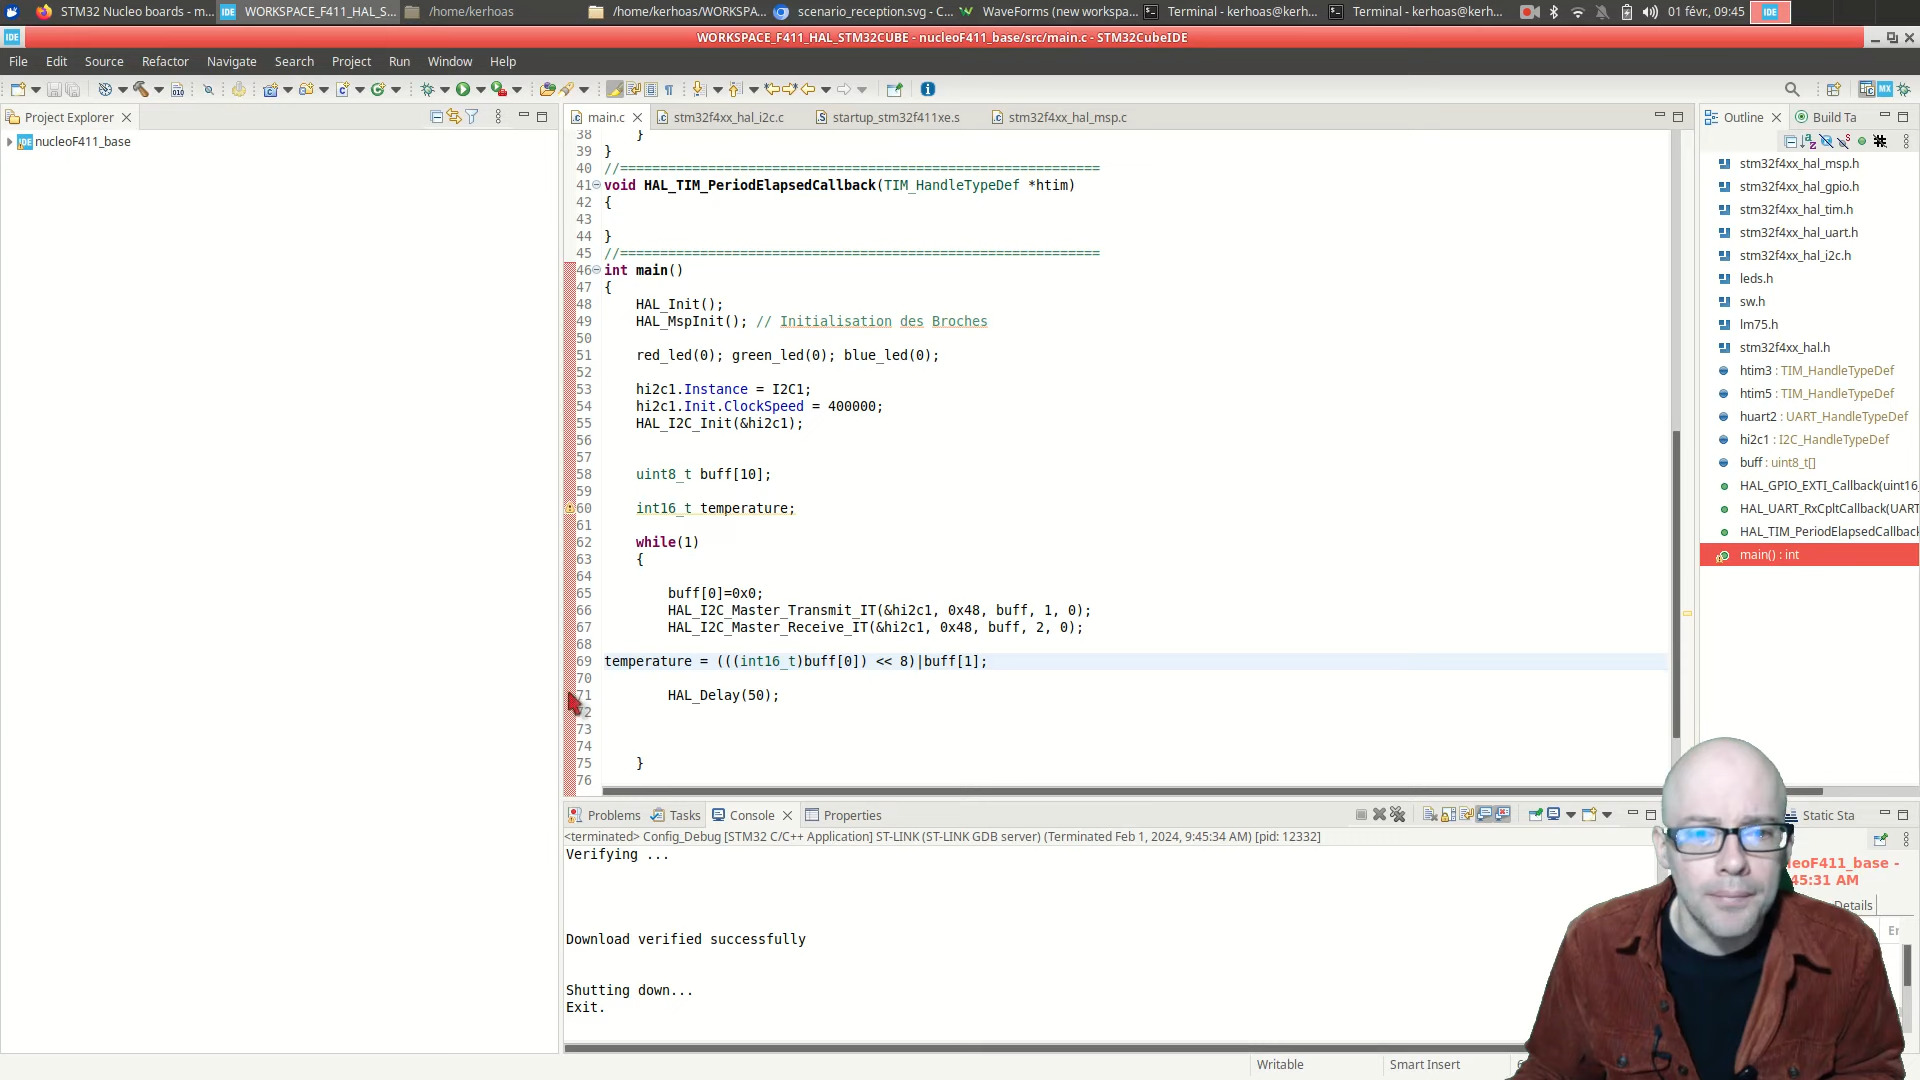 STM32 Nucleo boards - m...
WORKSPACE_F411_HAL_S...
/home/kerhoas
/home/kerhoas/WORKSPA...
scenario_reception.svg - C...
WaveForms (new workspa...
Terminal - kerhoas@kerh...
Terminal - kerhoas@kerh...
01 févr., 09:45
IDE
WORKSPACE_F411_HAL_STM32CUBE - nucleoF411_base/src/main.c - STM32CubeIDE
File Edit Source Refactor Navigate Search Project Run Window Help
Project Explorer
nucleoF411_base
main.c
stm32f4xx_hal_i2c.c
startup_stm32f411xe.s
stm32f4xx_hal_msp.c
38 }
39 }
40 //============================================================
41 void HAL_TIM_PeriodElapsedCallback(TIM_HandleTypeDef *htim)
42 {
43
44 }
45 //============================================================
46 int main()
47 {
48 HAL_Init();
49 HAL_MspInit(); // Initialisation des Broches
50
51 red_led(0); green_led(0); blue_led(0);
52
53 hi2c1.Instance = I2C1;
54 hi2c1.Init.ClockSpeed = 400000;
55 HAL_I2C_Init(&hi2c1);
56
57
58 uint8_t buff[10];
59
60 int16_t temperature;
61
62 while(1)
63 {
64
65 buff[0]=0x0;
66 HAL_I2C_Master_Transmit_IT(&hi2c1, 0x48, buff, 1, 0);
67 HAL_I2C_Master_Receive_IT(&hi2c1, 0x48, buff, 2, 0);
68
69 temperature = (((int16_t)buff[0]) << 8)|buff[1];
70
71 HAL_Delay(50);
72
73
74
75 }
76
Outline
Build Ta
stm32f4xx_hal_msp.h
stm32f4xx_hal_gpio.h
stm32f4xx_hal_tim.h
stm32f4xx_hal_uart.h
stm32f4xx_hal_i2c.h
leds.h
sw.h
lm75.h
stm32f4xx_hal.h
htim3 : TIM_HandleTypeDef
htim5 : TIM_HandleTypeDef
huart2 : UART_HandleTypeDef
hi2c1 : I2C_HandleTypeDef
buff : uint8_t[]
HAL_GPIO_EXTI_Callback(uint16_
HAL_UART_RxCpltCallback(UART
HAL_TIM_PeriodElapsedCallback
main() : int
Problems
Tasks
Console
Properties
<terminated> Config_Debug [STM32 C/C++ Application] ST-LINK (ST-LINK GDB server) (Terminated Feb 1, 2024, 9:45:34 AM) [pid: 12332]
Verifying ...
Download verified successfully
Shutting down...
Exit.
Static Sta
leoF411_base -
45:31 AM
Details
Writable
Smart Insert